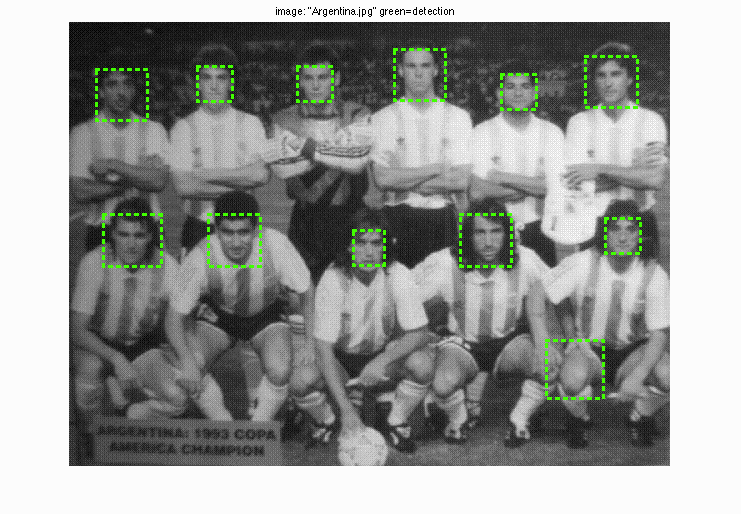 image: "Argentina.jpg" green=detection
ARGENTINA: 1993 COPA
AMERICA CHAMPION